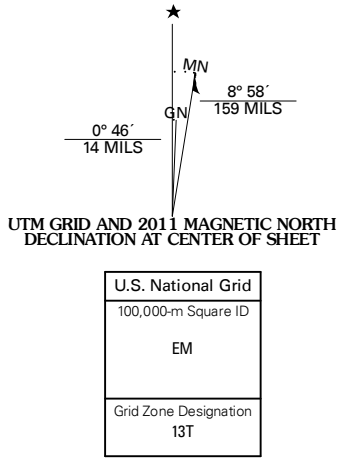 ★
MN
8° 58´
159 MILS
GN
0° 46´
14 MILS
UTM GRID AND 2011 MAGNETIC NORTH
DECLINATION AT CENTER OF SHEET
U.S. National Grid
100,000-m Square ID
EM
Grid Zone Designation
13T